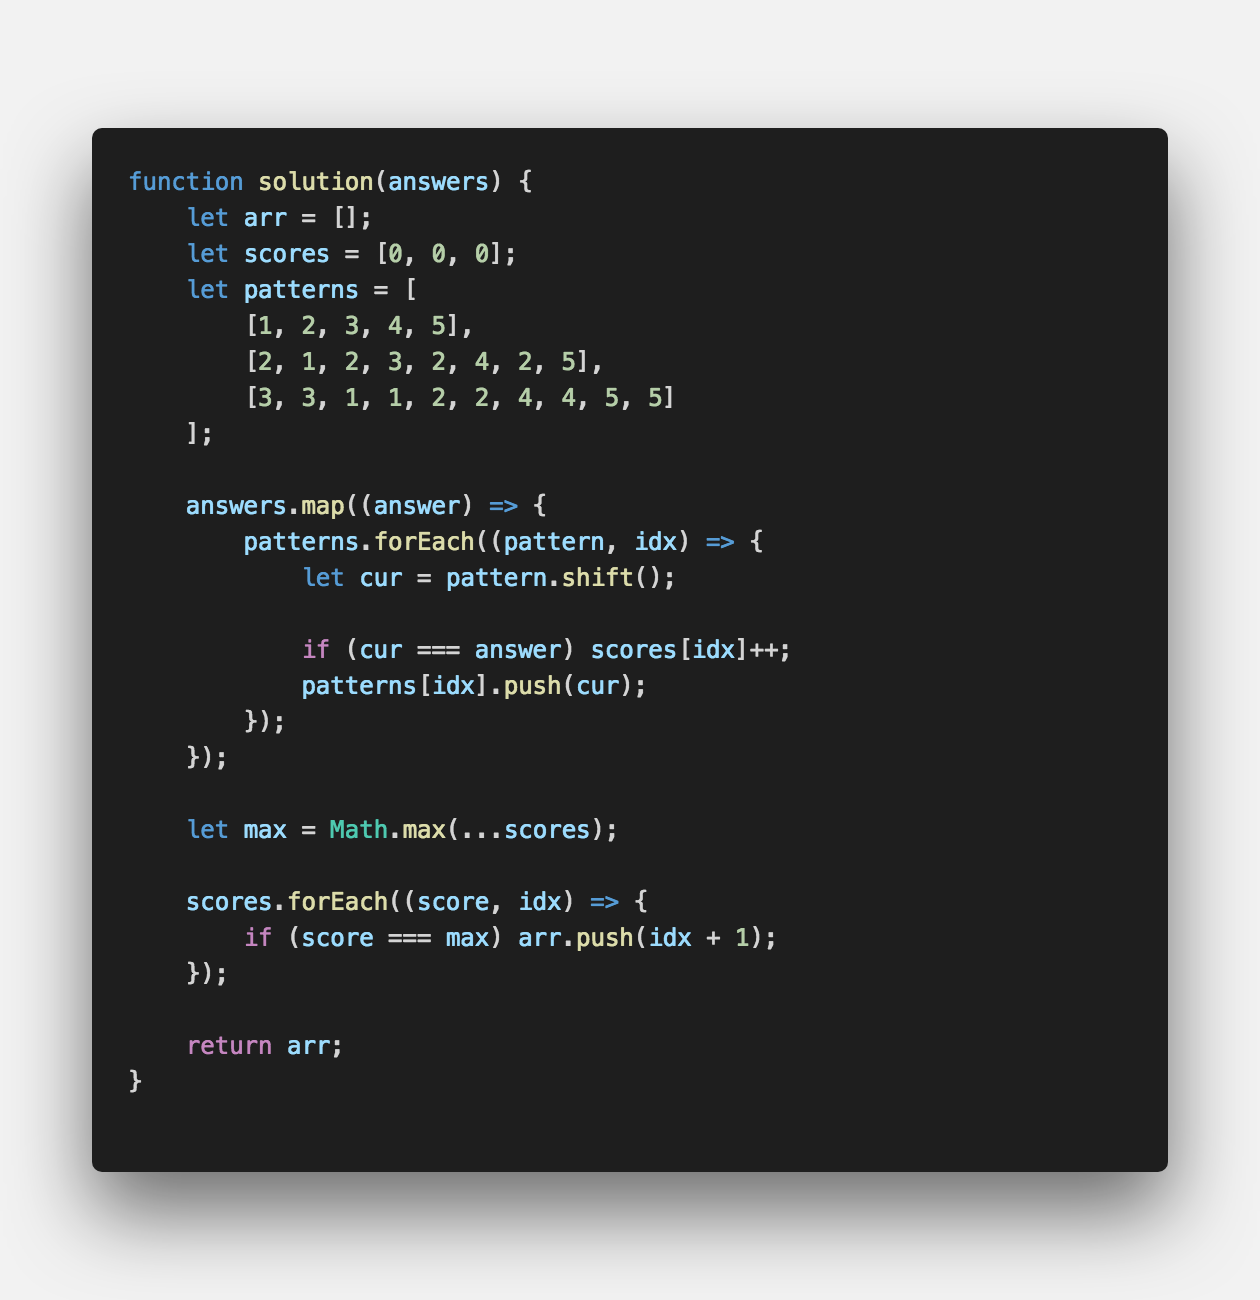 function solution(answers) {
    let arr = [];
    let scores = [0, 0, 0];
    let patterns = [
        [1, 2, 3, 4, 5],
        [2, 1, 2, 3, 2, 4, 2, 5],
        [3, 3, 1, 1, 2, 2, 4, 4, 5, 5]
    ];

    answers.map((answer) => {
        patterns.forEach((pattern, idx) => {
            let cur = pattern.shift();

            if (cur === answer) scores[idx]++;
            patterns[idx].push(cur);
        });
    });

    let max = Math.max(...scores);

    scores.forEach((score, idx) => {
        if (score === max) arr.push(idx + 1);
    });

    return arr;
}